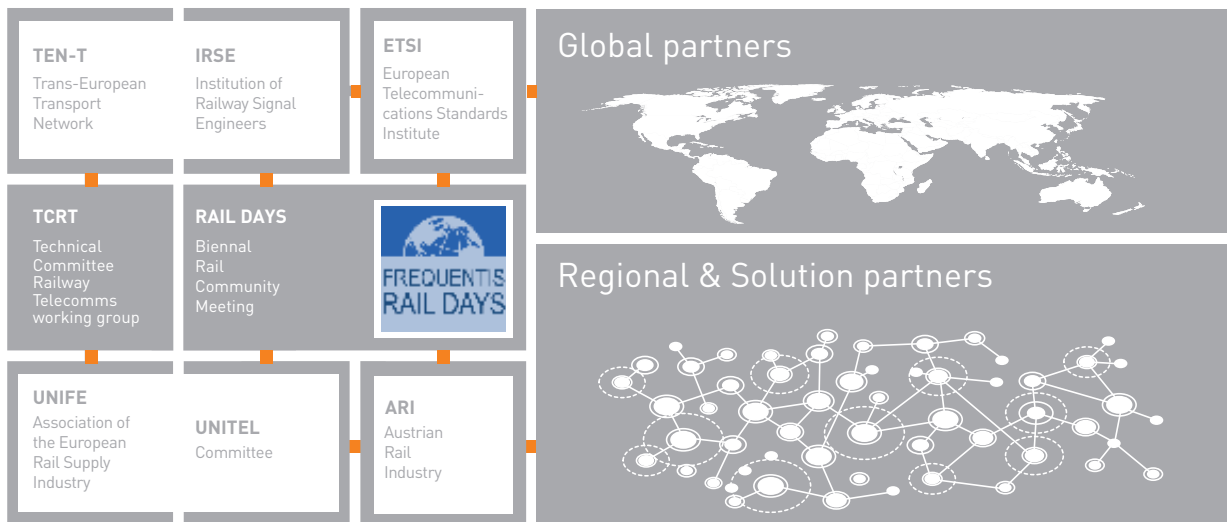 TEN-T
Trans-European
Transport
Network
IRSE
Institution of
Railway Signal
Engineers
ETSI
European
Telecommuni-
cations Standards
Institute
Global partners
TCRT
Technical
Committee
Railway
Telecomms
working group
RAIL DAYS
Biennal
Rail
Community
Meeting
FREQUENTIS
RAIL DAYS
Regional & Solution partners
UNIFE
Association of
the European
Rail Supply
Industry
UNITEL
Committee
ARI
Austrian
Rail
Industry